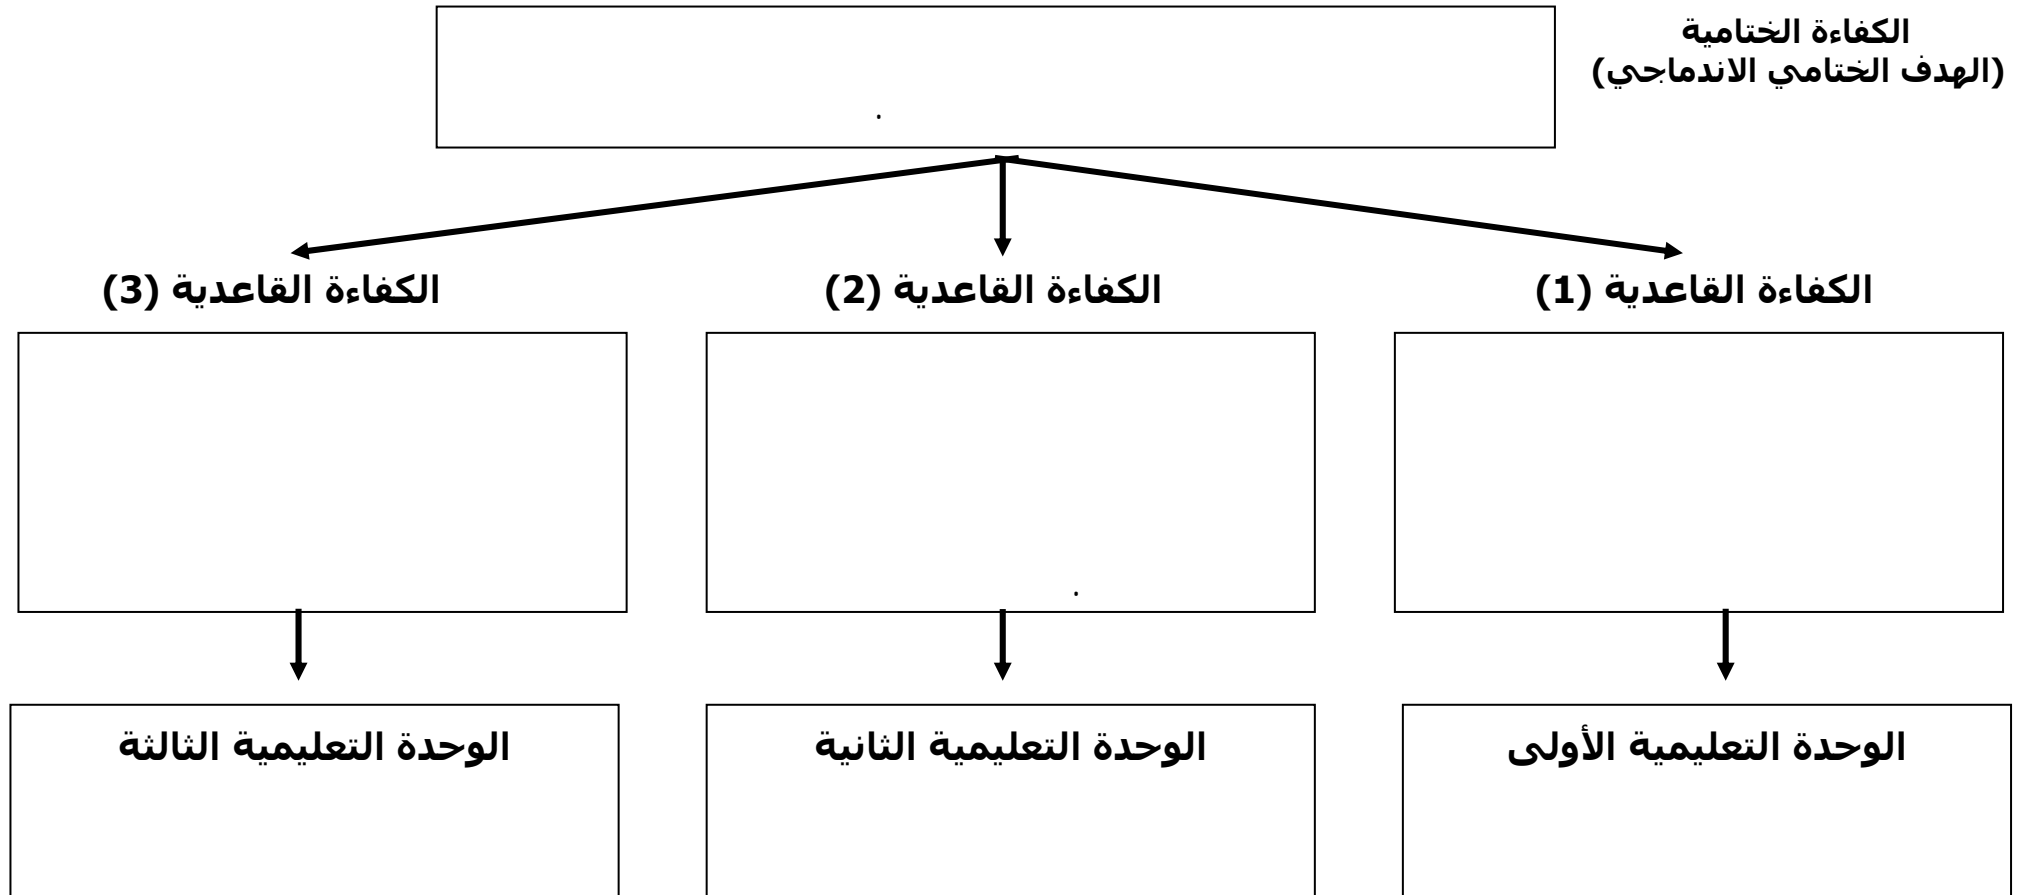 الكفاءة الختامية
(الهدف الختامي الاندماجي)
.
الكفاءة القاعدية (1)
الكفاءة القاعدية (2)
الكفاءة القاعدية (3)
.
الوحدة التعليمية الأولى
الوحدة التعليمية الثانية
الوحدة التعليمية الثالثة